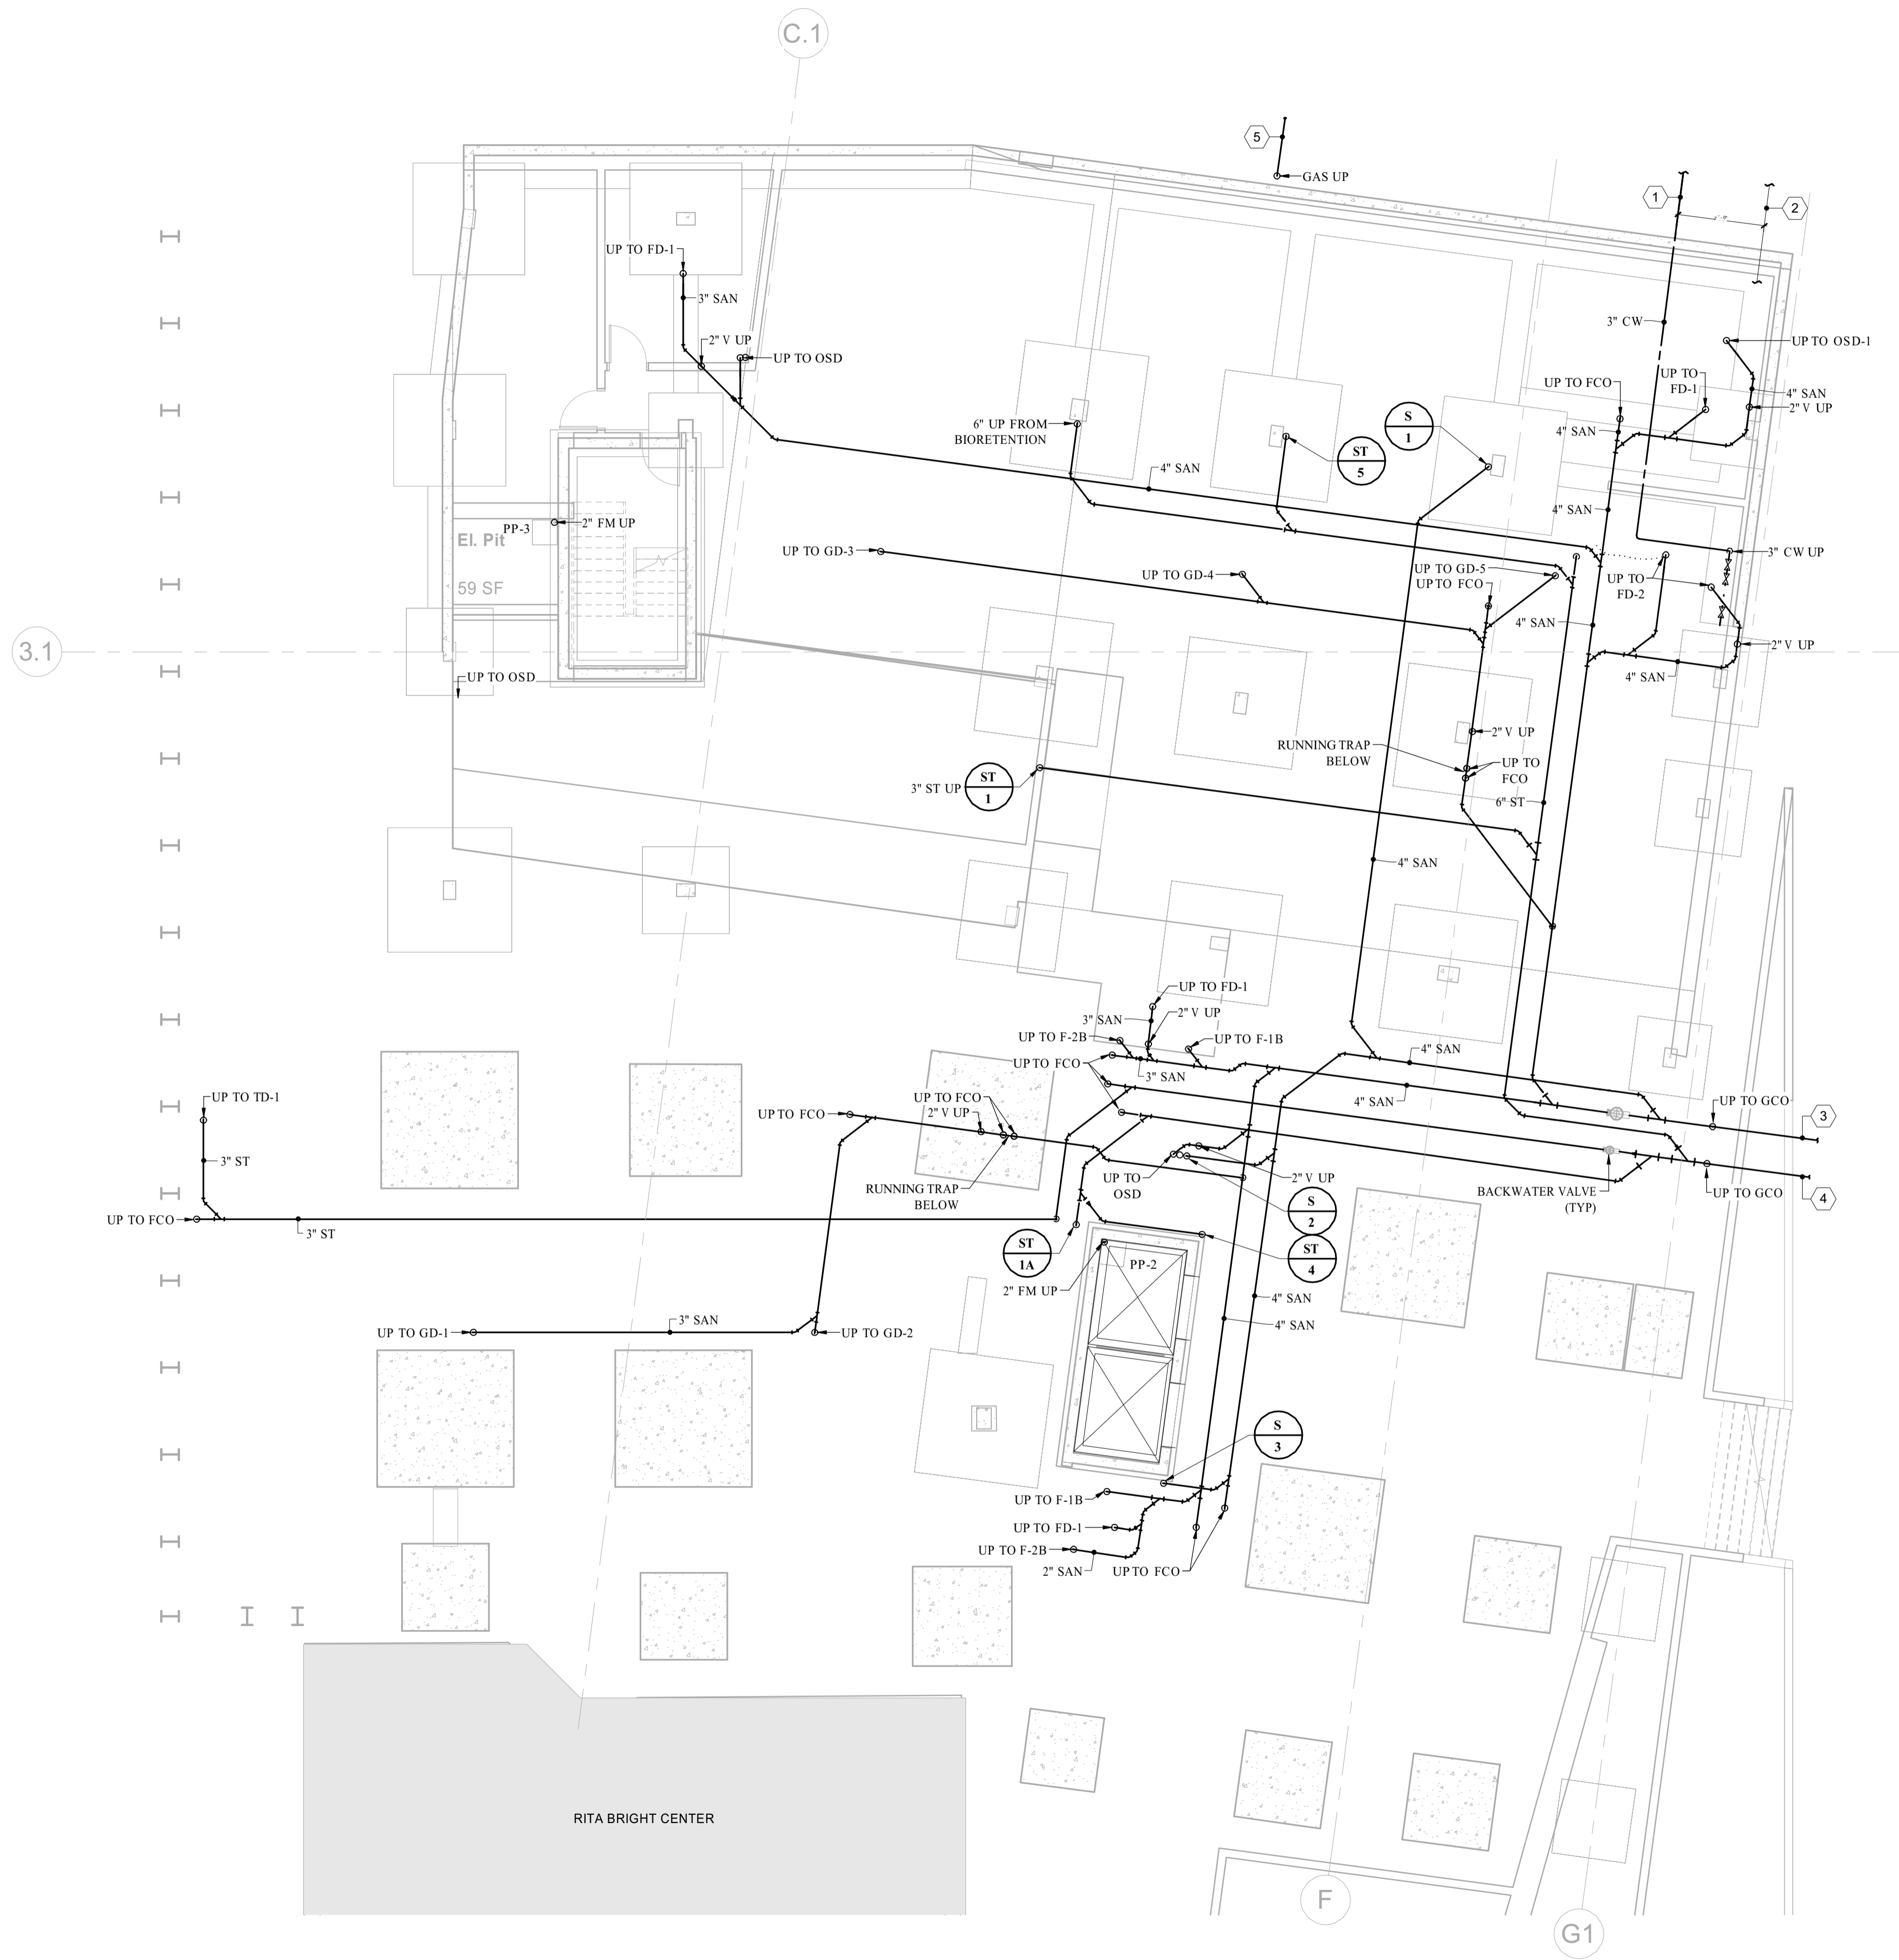 C.1
5
GAS UP
1
2
UP TO FD-1
3" SAN
3" CW
2" V UP
UP TO OSD
UP TO OSD-1
UP TO FCO
UP TO
FD-1
4" SAN
2" V UP
4" SAN
6" UP FROM
BIORETENTION
ST
5
S
1
4" SAN
4" SAN
PP-3
2" FM UP
El. Pit
59 SF
UP TO GD-3
UP TO GD-4
UP TO GD-5
UP TO FCO
3" CW UP
UP TO
FD-2
4" SAN
3.1
2" V UP
4" SAN
UP TO OSD
2" V UP
RUNNING TRAP
BELOW
UP TO
FCO
3" ST UP
ST
1
6" ST
4" SAN
UP TO FD-1
3" SAN
2" V UP
UP TO F-2B
UP TO F-1B
UP TO FCO
3" SAN
4" SAN
4" SAN
UP TO TD-1
UP TO FCO
UP TO FCO
2" V UP
UP TO GCO
3
3" ST
RUNNING TRAP
BELOW
UP TO
OSD
2" V UP
BACKWATER VALVE
(TYP)
UP TO GCO
4
S
2
UP TO FCO
3" ST
ST
1A
ST
4
PP-2
2" FM UP
4" SAN
4" SAN
UP TO GD-1
3" SAN
UP TO GD-2
S
3
UP TO F-1B
UP TO FD-1
UP TO F-2B
2" SAN
UP TO FCO
RITA BRIGHT CENTER
F
G1